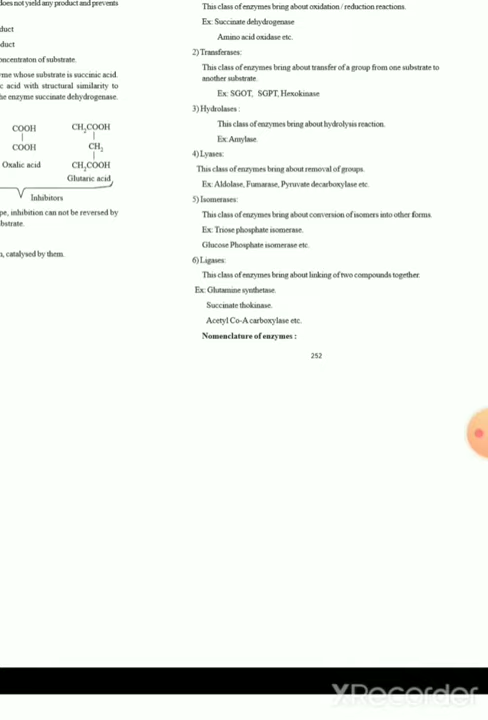 does not yield any product and prevents
duct
duct
oncentraton of substrate.
me whose substrate is succinic acid.
c acid with structural similarity to
he enzyme succinate dehydrogenase.
COOH CH2COOH
COOH CH2
Oxalic acid CH2COOH
Glutaric acid
Inhibitors
pe, inhibition can not be reversed by
bstrate.
, catalysed by them.
This class of enzymes bring about oxidation / reduction reactions.
Ex: Succinate dehydrogenase
Amino acid oxidase etc.
2) Transferases:
This class of enzymes bring about transfer of a group from one substrate to
another substrate.
Ex: SGOT, SGPT, Hexokinase
3) Hydrolases :
This class of enzymes bring about hydrolysis reaction.
Ex: Amylase.
4) Lyases:
This class of enzymes bring about removal of groups.
Ex: Aldolase, Fumarase, Pyruvate decarboxylase etc.
5) Isomerases:
This class of enzymes bring about conversion of isomers into other forms.
Ex: Triose phosphate isomerase.
Glucose Phosphate isomerase etc.
6) Ligases:
This class of enzymes bring about linking of two compounds together.
Ex: Glutamine synthetase.
Succinate thokinase.
Acetyl Co-A carboxylase etc.
Nomenclature of enzymes :
252
XRecorder